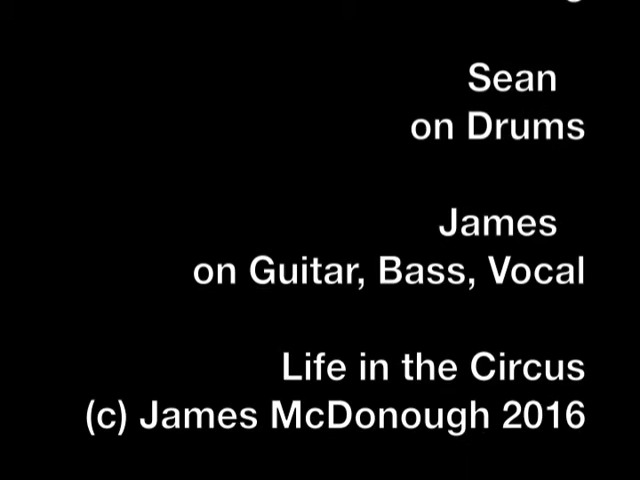 Sean
on Drums
James
on Guitar, Bass, Vocal
Life in the Circus
(c) James McDonough 2016